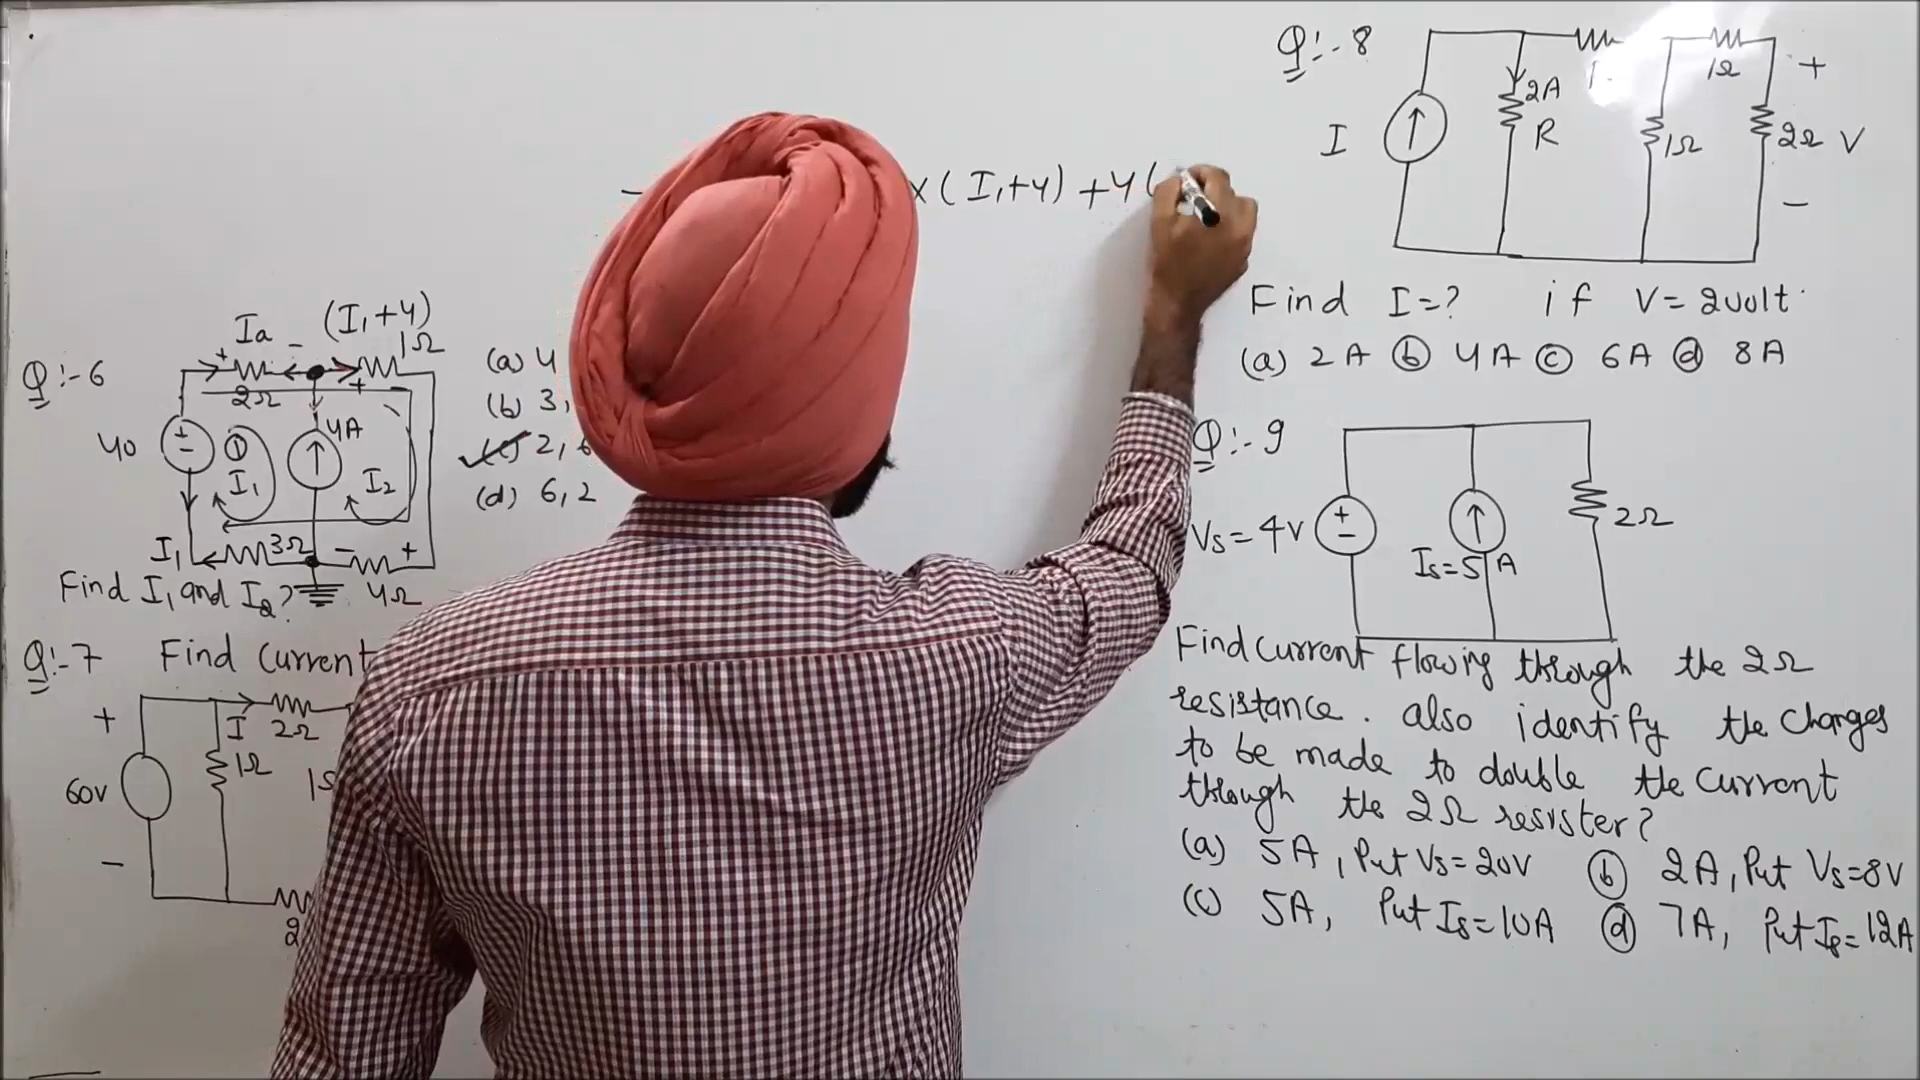 x(I₁+4) + 4(
Q:-6
Ia
(I₁+4)
1Ω
+ -
2Ω
+
40
+
-
①
I₁
4A
I₂
I₁
3Ω
- +
4Ω
Find I₁ and I₂?
(a) 4
(b) 3,
(c) 2, 6
(d) 6, 2
Q:-7 Find Current
+
I
2Ω
60V
1Ω
-
2
Q:-8
I
2A
R
1Ω
1Ω
2Ω V
+
-
Find I=? if V= 2volt
(a) 2A (b) 4A (c) 6A (d) 8A
Q:-9
Vs=4V
+
-
Is=5A
2Ω
Find current flowing through the 2Ω
resistance. also identify the Charges
to be made to double the current
through the 2Ω resister?
(a) 5A, Put Vs=20V (b) 2A, Put Vs=8V
(c) 5A, Put Is=10A (d) 7A, Put Is=12A